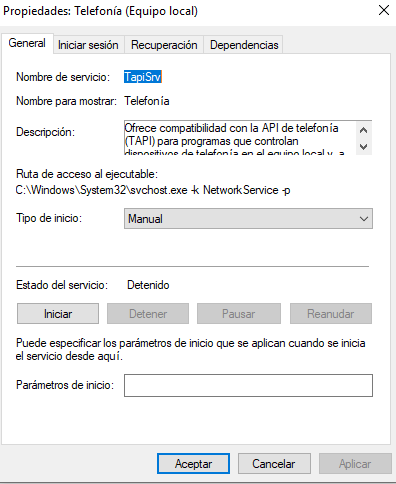 Propiedades: Telefonía (Equipo local)
General Iniciar sesión Recuperación Dependencias
Nombre de servicio: TapiSrv
Nombre para mostrar: Telefonía
Descripción: Ofrece compatibilidad con la API de telefonía
(TAPI) para programas que controlan
dispositivos de telefonía en el equipo local y, a
Ruta de acceso al ejecutable:
C:\Windows\System32\svchost.exe -k NetworkService -p
Tipo de inicio: Manual
Estado del servicio: Detenido
Iniciar Detener Pausar Reanudar
Puede especificar los parámetros de inicio que se aplican cuando se inicia
el servicio desde aquí.
Parámetros de inicio:
Aceptar Cancelar Aplicar